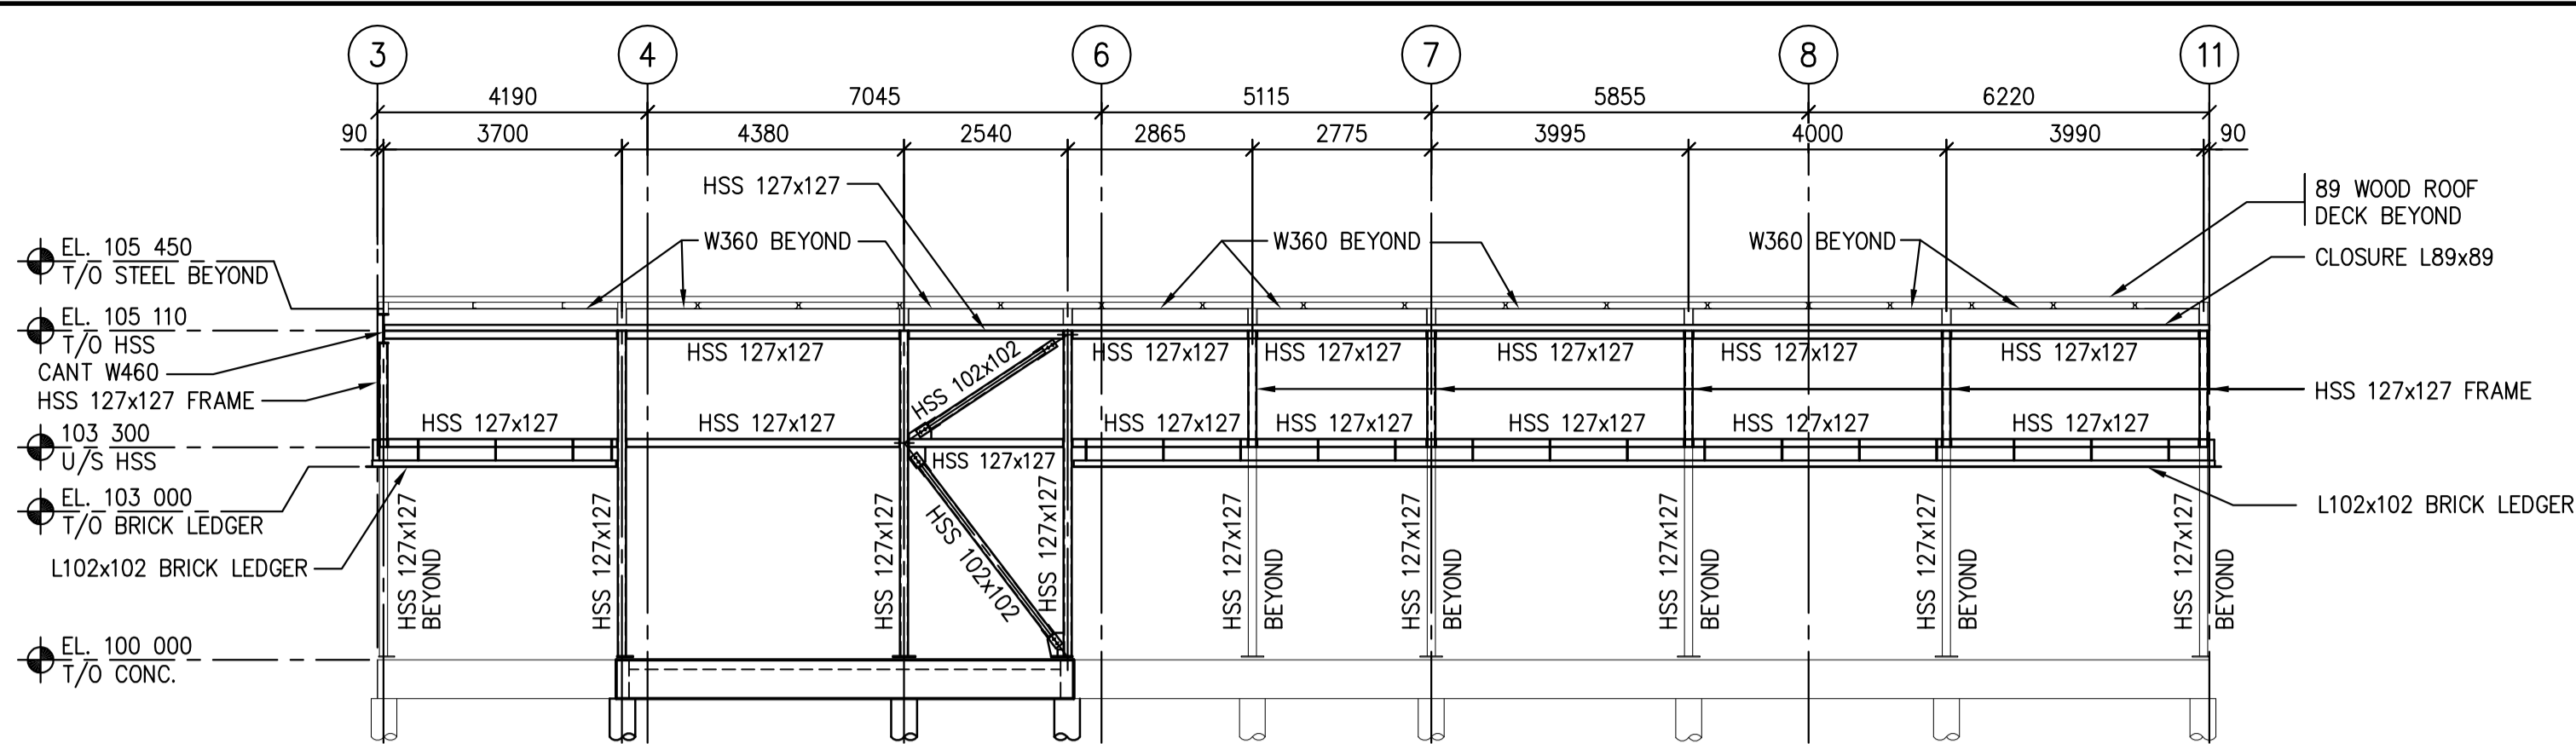 3 4 6 7 8 11
4190 7045 5115 5855 6220
90 3700 4380 2540 2865 2775 3995 4000 3990 90
HSS 127x127
89 WOOD ROOF
DECK BEYOND
W360 BEYOND W360 BEYOND W360 BEYOND
CLOSURE L89x89
EL. 105 450
T/O STEEL BEYOND
EL. 105 110
T/O HSS
CANT W460
HSS 127x127 FRAME
103 300
U/S HSS
EL. 103 000
T/O BRICK LEDGER
L102x102 BRICK LEDGER
EL. 100 000
T/O CONC.
HSS 127x127 HSS 127x127 HSS 127x127 HSS 127x127 HSS 127x127 HSS 127x127
HSS 102x102
HSS 127x127 FRAME
HSS 127x127 HSS 127x127 HSS 127x127 HSS 127x127 HSS 127x127 HSS 127x127 HSS 127x127
HSS 127x127
HSS 102x102
L102x102 BRICK LEDGER
HSS 127x127
BEYOND
HSS 127x127
HSS 127x127
HSS 127x127
HSS 127x127
BEYOND
HSS 127x127
BEYOND
HSS 127x127
BEYOND
HSS 127x127
BEYOND
HSS 127x127
BEYOND